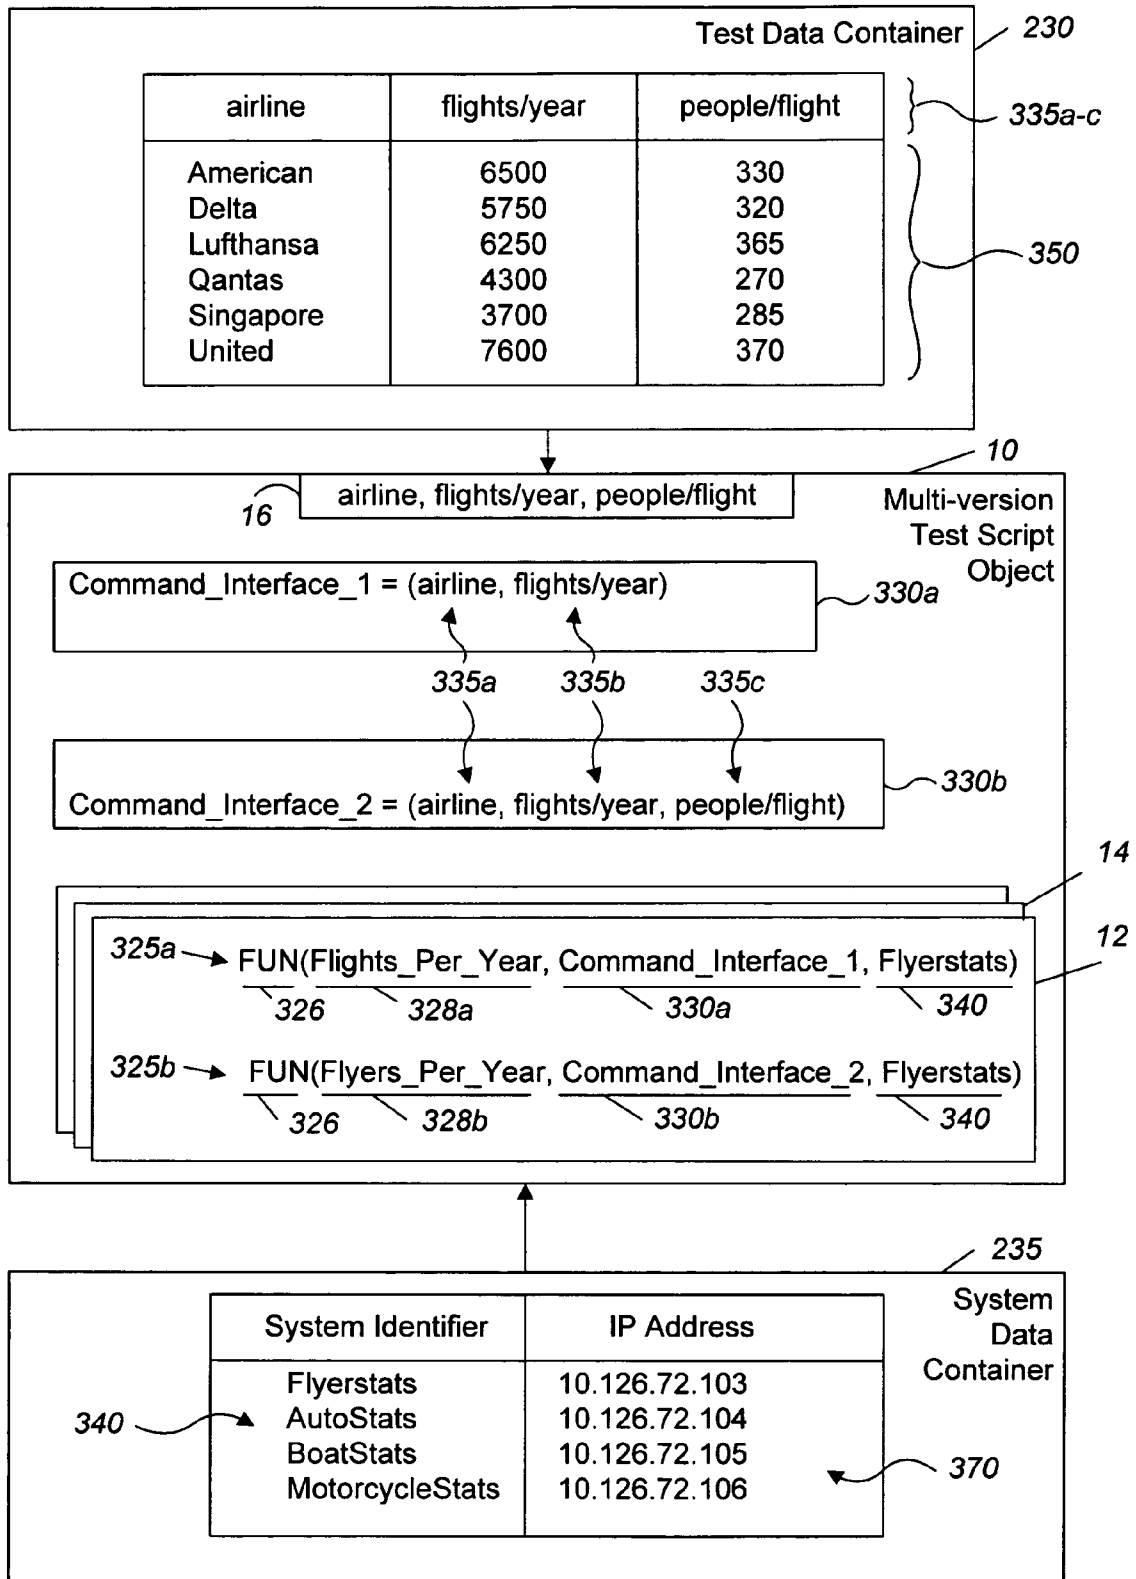 Test Data Container
230
airline flights/year people/flight
335a-c
American 6500 330
Delta 5750 320
Lufthansa 6250 365
Qantas 4300 270
Singapore 3700 285
United 7600 370
350
10
16
airline, flights/year, people/flight
Multi-version
Test Script
Object
Command_Interface_1 = (airline, flights/year)
330a
335a 335b 335c
Command_Interface_2 = (airline, flights/year, people/flight)
330b
14
12
325a
FUN(Flights_Per_Year, Command_Interface_1, Flyerstats)
326 328a 330a 340
325b
FUN(Flyers_Per_Year, Command_Interface_2, Flyerstats)
326 328b 330b 340
235
System
Data
Container
System Identifier IP Address
Flyerstats 10.126.72.103
AutoStats 10.126.72.104
BoatStats 10.126.72.105
MotorcycleStats 10.126.72.106
340
370